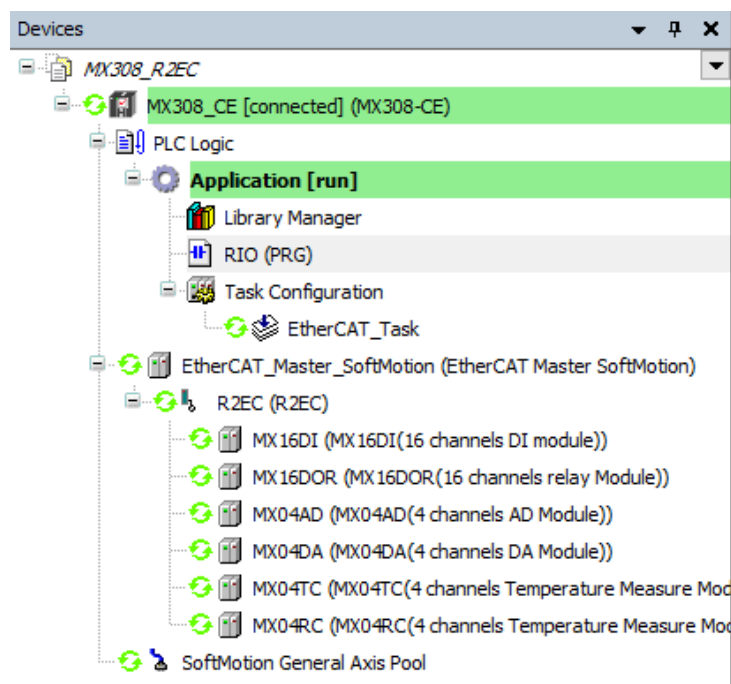 Devices
MX308_R2EC
MX308_CE [connected] (MX308-CE)
PLC Logic
Application [run]
Library Manager
RIO (PRG)
Task Configuration
EtherCAT_Task
EtherCAT_Master_SoftMotion (EtherCAT Master SoftMotion)
R2EC (R2EC)
MX16DI (MX16DI(16 channels DI module))
MX16DOR (MX16DOR(16 channels relay Module))
MX04AD (MX04AD(4 channels AD Module))
MX04DA (MX04DA(4 channels DA Module))
MX04TC (MX04TC(4 channels Temperature Measure Mod
MX04RC (MX04RC(4 channels Temperature Measure Mod
SoftMotion General Axis Pool